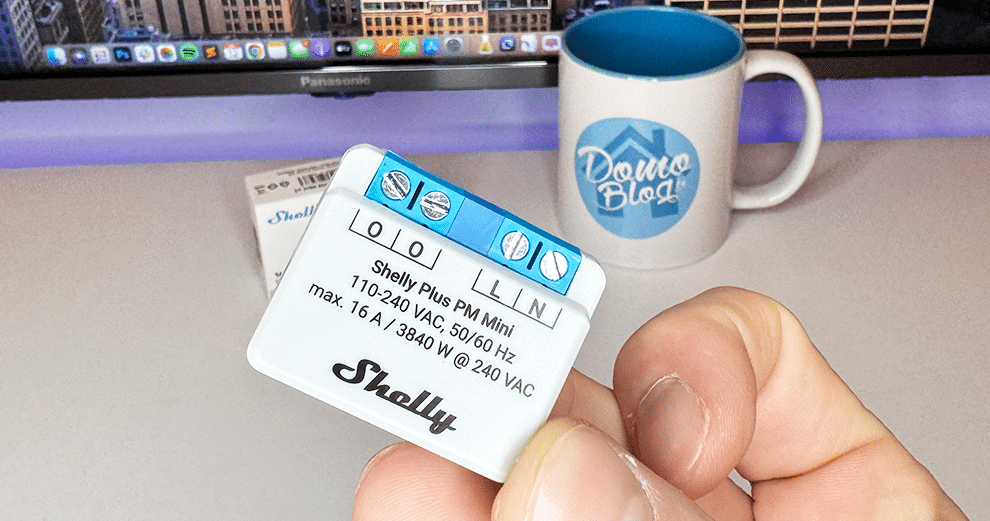 Panasonic
Domo
Blog
Shelly
O O L N
Shelly Plus PM Mini
110-240 VAC, 50/60 Hz
max. 16 A / 3840 W @ 240 VAC
Shelly